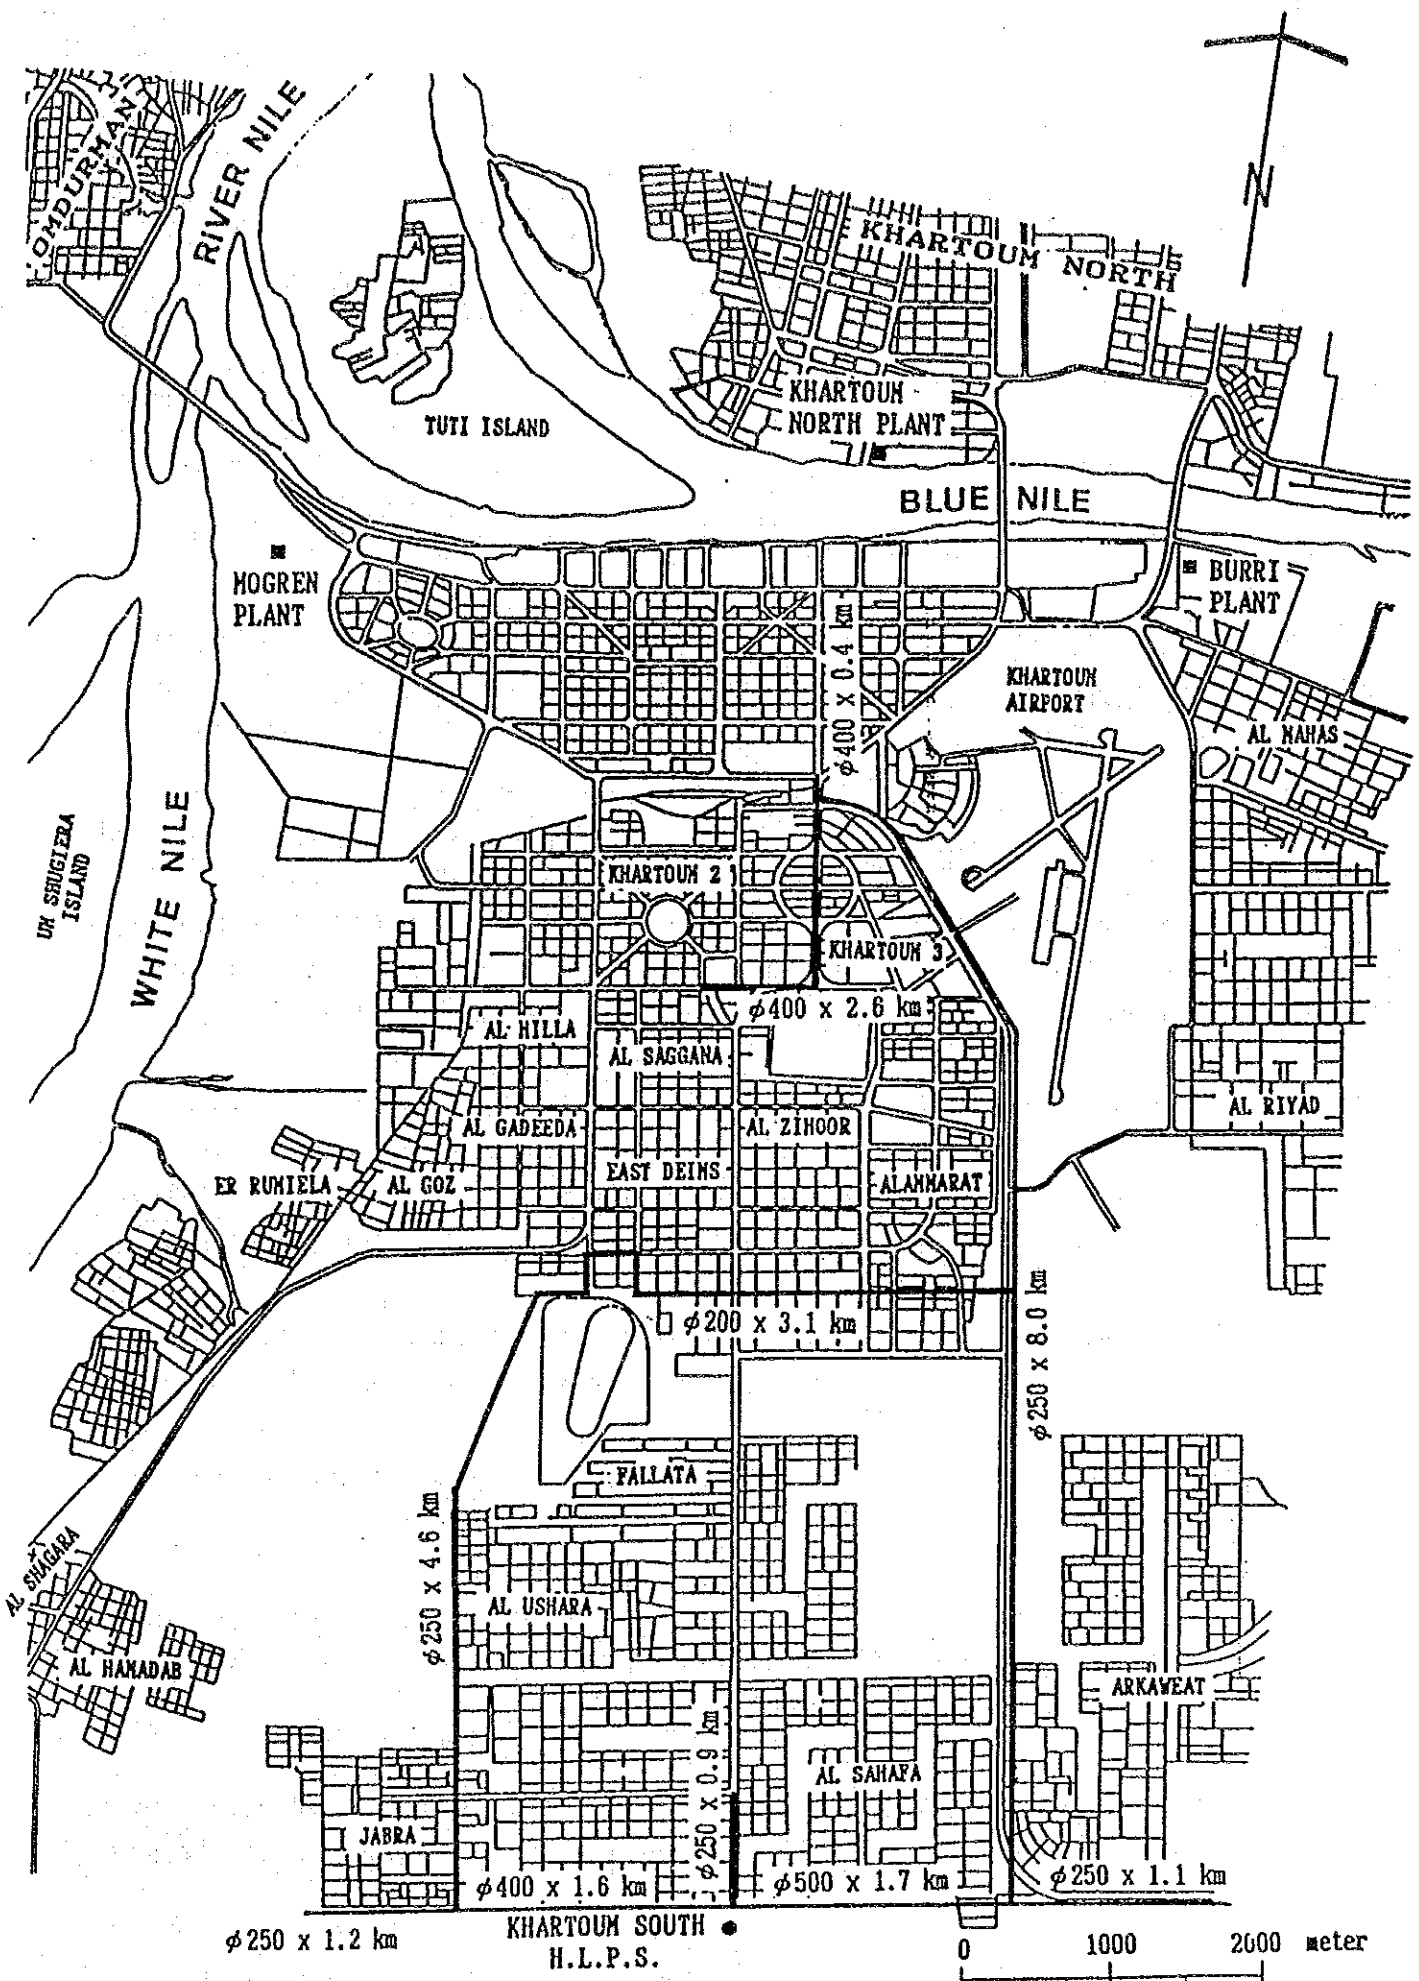 N
OMDURMAN
RIVER NILE
KHARTOUM NORTH
TUTI ISLAND
KHARTOUM
NORTH PLANT
BLUE NILE
MOGREN
PLANT
BURRI
PLANT
φ400 x 0.4 km
KHARTOUM
AIRPORT
AL MAHAS
UM SHUGIERA
ISLAND
WHITE NILE
KHARTOUM 2
KHARTOUM 3
φ400 x 2.6 km
AL HILLA
AL SAGGANA
AL RIYAD
AL GADEEDA
AL ZIHOOR
EAST DEIMS
ER RUMIELA
AL GOZ
ALAMMARAT
φ200 x 3.1 km
φ250 x 8.0 km
FALLATA
φ250 x 4.6 km
AL SHAGARA
AL USHARA
AL HAMADAB
ARKAWEAT
φ250 x 0.9 km
AL SAHAFA
JABRA
φ400 x 1.6 km
φ500 x 1.7 km
φ250 x 1.1 km
φ250 x 1.2 km
KHARTOUM SOUTH
H.L.P.S.
0 1000 2000 meter